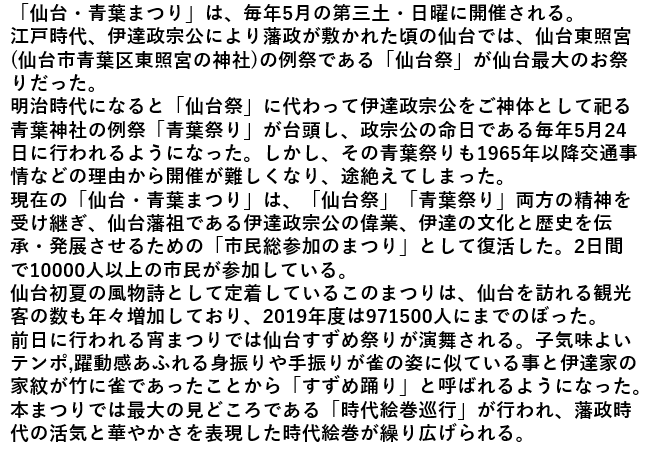 「仙台・青葉まつり」は、毎年5月の第三土・日曜に開催される。
江戸時代、伊達政宗公により藩政が敷かれた頃の仙台では、仙台東照宮
(仙台市青葉区東照宮の神社)の例祭である「仙台祭」が仙台最大のお祭
りだった。
明治時代になると「仙台祭」に代わって伊達政宗公をご神体として祀る
青葉神社の例祭「青葉祭り」が台頭し、政宗公の命日である毎年5月24
日に行われるようになった。しかし、その青葉祭りも1965年以降交通事
情などの理由から開催が難しくなり、途絶えてしまった。
現在の「仙台・青葉まつり」は、「仙台祭」「青葉祭り」両方の精神を
受け継ぎ、仙台藩祖である伊達政宗公の偉業、伊達の文化と歴史を伝
承・発展させるための「市民総参加のまつり」として復活した。2日間
で10000人以上の市民が参加している。
仙台初夏の風物詩として定着しているこのまつりは、仙台を訪れる観光
客の数も年々増加しており、2019年度は971500人にまでのぼった。
前日に行われる宵まつりでは仙台すずめ祭りが演舞される。子気味よい
テンポ,躍動感あふれる身振りや手振りが雀の姿に似ている事と伊達家の
家紋が竹に雀であったことから「すずめ踊り」と呼ばれるようになった。
本まつりでは最大の見どころである「時代絵巻巡行」が行われ、藩政時
代の活気と華やかさを表現した時代絵巻が繰り広げられる。